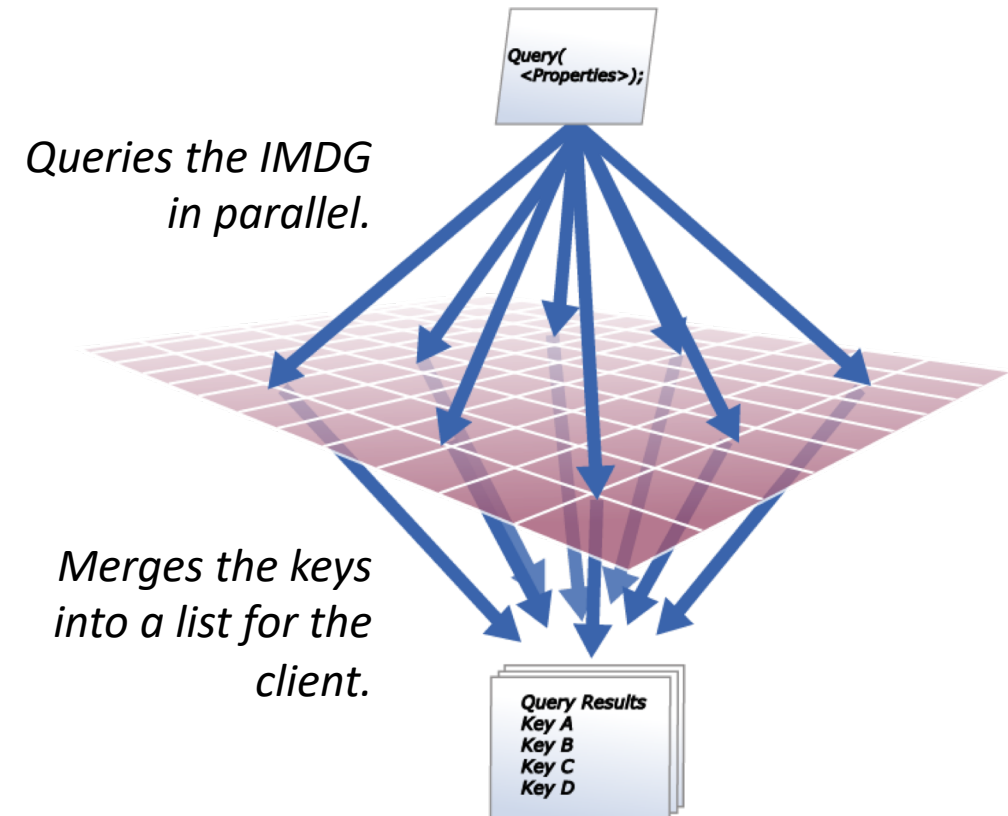 Query(
<Properties>);
Queries the IMDG
in parallel.
Merges the keys
into a list for the
client.
Query Results
Key A
Key B
Key C
Key D